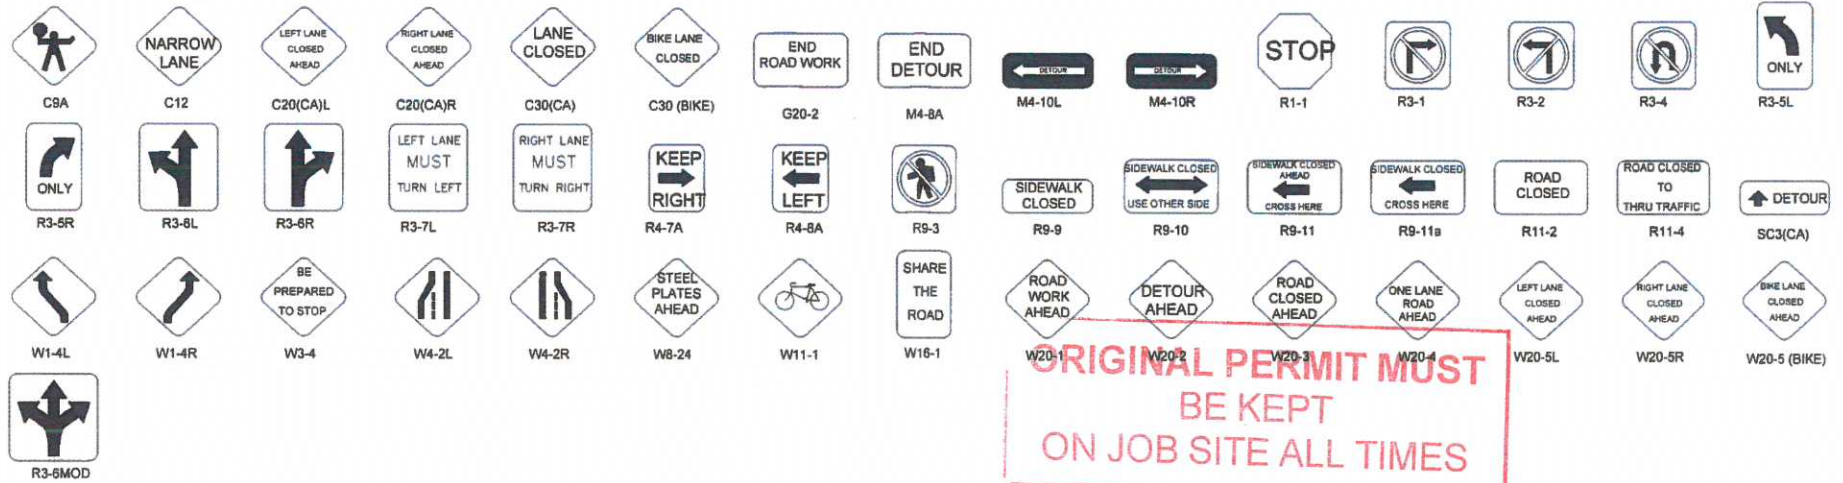 NARROW
LANE
LEFT LANE
CLOSED
AHEAD
RIGHT LANE
CLOSED
AHEAD
LANE
CLOSED
BIKE LANE
CLOSED
END
ROAD WORK
END
DETOUR
DETOUR
DETOUR
STOP
ONLY
C9A
C12
C20(CA)L
C20(CA)R
C30(CA)
C30 (BIKE)
G20-2
M4-8A
M4-10L
M4-10R
R1-1
R3-1
R3-2
R3-4
R3-5L
ONLY
LEFT LANE
MUST
TURN LEFT
RIGHT LANE
MUST
TURN RIGHT
KEEP
RIGHT
KEEP
LEFT
SIDEWALK
CLOSED
SIDEWALK CLOSED
USE OTHER SIDE
SIDEWALK CLOSED
AHEAD
CROSS HERE
SIDEWALK CLOSED
CROSS HERE
ROAD
CLOSED
ROAD CLOSED
TO
THRU TRAFFIC
DETOUR
R3-5R
R3-6L
R3-6R
R3-7L
R3-7R
R4-7A
R4-8A
R9-3
R9-9
R9-10
R9-11
R9-11a
R11-2
R11-4
SC3(CA)
BE
PREPARED
TO STOP
STEEL
PLATES
AHEAD
SHARE
THE
ROAD
ROAD
WORK
AHEAD
DETOUR
AHEAD
ROAD
CLOSED
AHEAD
ONE LANE
ROAD
AHEAD
LEFT LANE
CLOSED
AHEAD
RIGHT LANE
CLOSED
AHEAD
BIKE LANE
CLOSED
AHEAD
W1-4L
W1-4R
W3-4
W4-2L
W4-2R
W8-24
W11-1
W16-1
W20-1
W20-2
W20-3
W20-4
W20-5L
W20-5R
W20-5 (BIKE)
ORIGINAL PERMIT MUST
BE KEPT
ON JOB SITE ALL TIMES
R3-6MOD